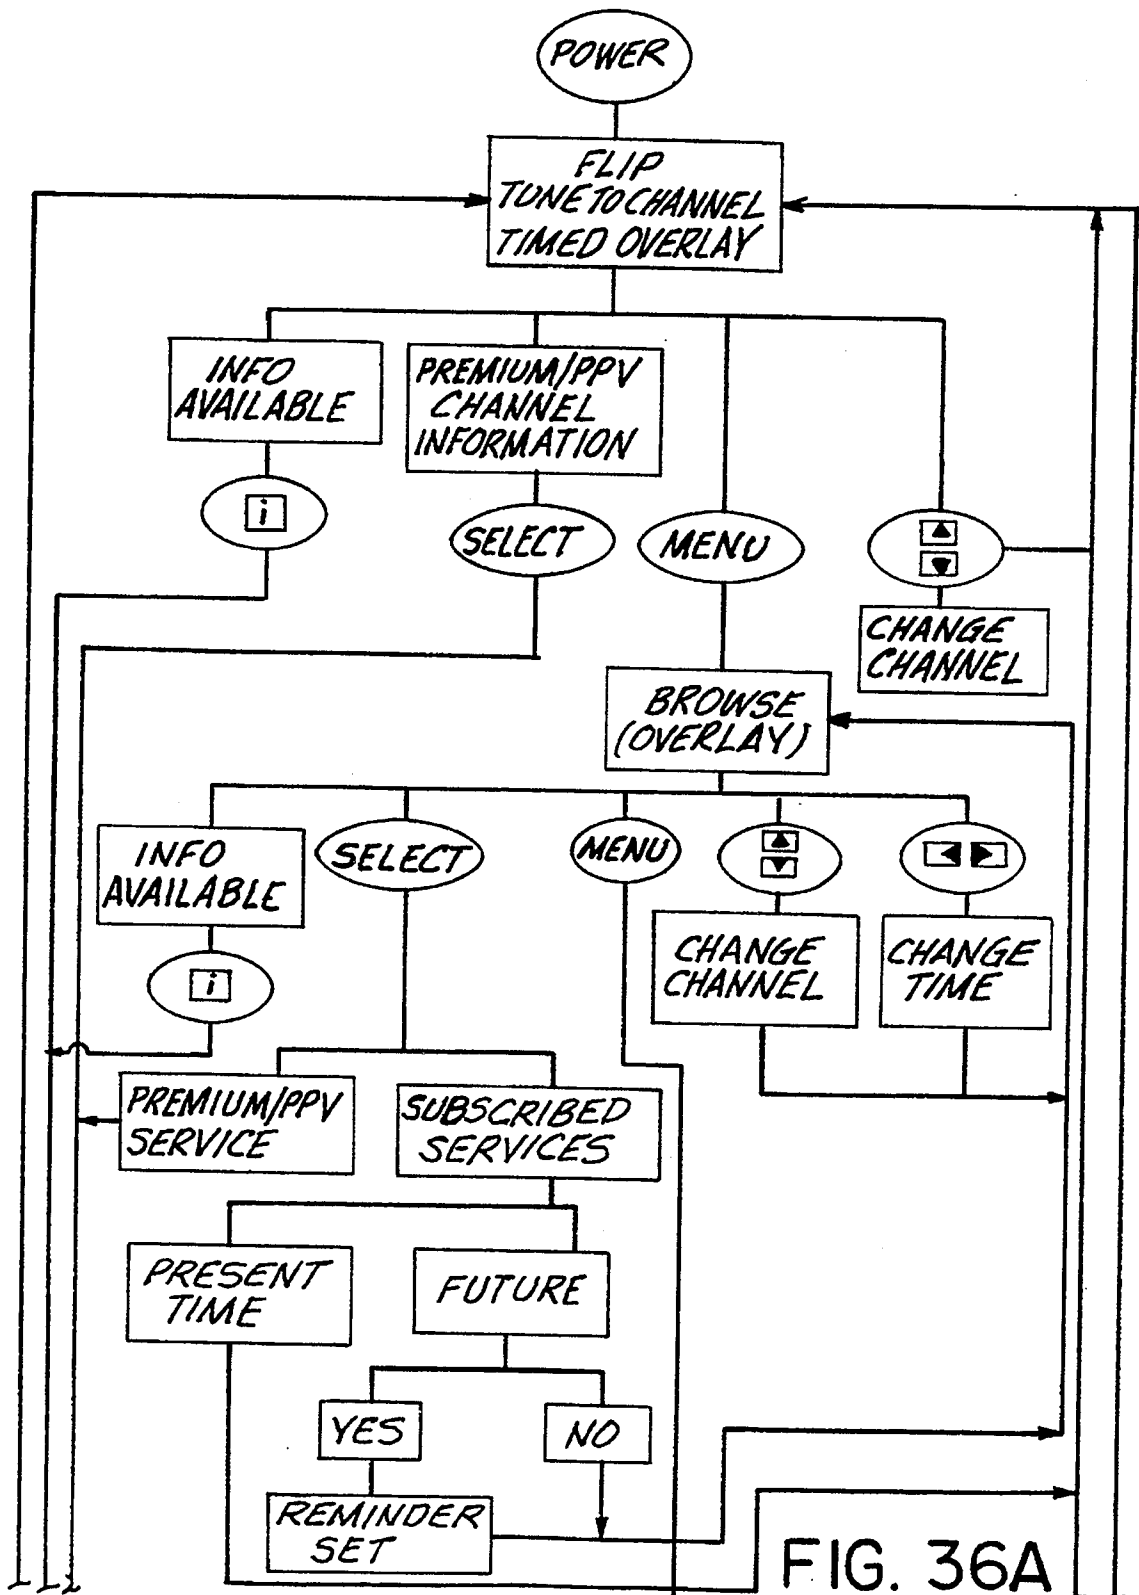 POWER
FLIP
TUNE TO CHANNEL
TIMED OVERLAY
INFO
AVAILABLE
PREMIUM/PPV
CHANNEL
INFORMATION
i
SELECT
MENU
CHANGE
CHANNEL
BROWSE
(OVERLAY)
INFO
AVAILABLE
SELECT
MENU
i
CHANGE
CHANNEL
CHANGE
TIME
PREMIUM/PPV
SERVICE
SUBSCRIBED
SERVICES
PRESENT
TIME
FUTURE
YES
NO
REMINDER
SET
FIG. 36A